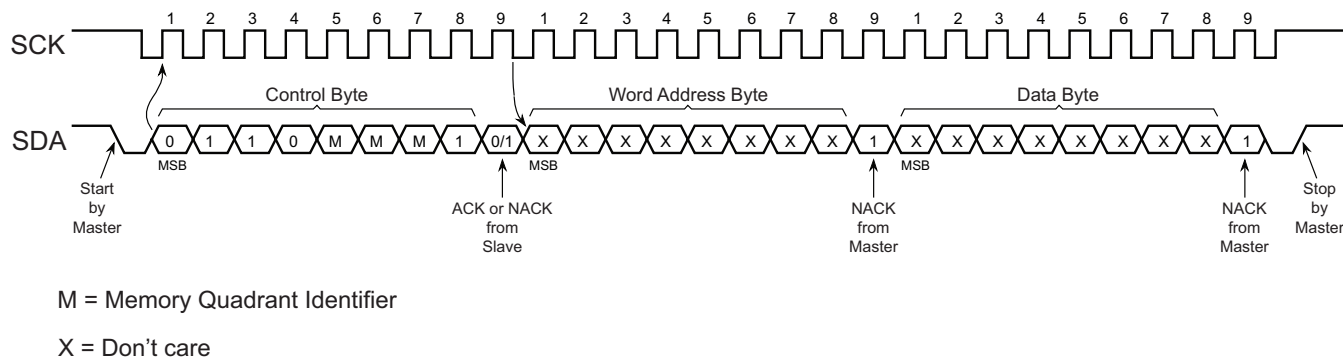 1 2 3 4 5 6 7 8 9 1 2 3 4 5 6 7 8 9 1 2 3 4 5 6 7 8 9
SCK
Control Byte Word Address Byte Data Byte
SDA 0 1 1 0 M M M 1 0/1 X X X X X X X X 1 X X X X X X X X 1
MSB MSB MSB
Start
by
Master
ACK or NACK
from
Slave
NACK
from
Master
NACK
from
Master
Stop
by
Master
M = Memory Quadrant Identifier
X = Don't care